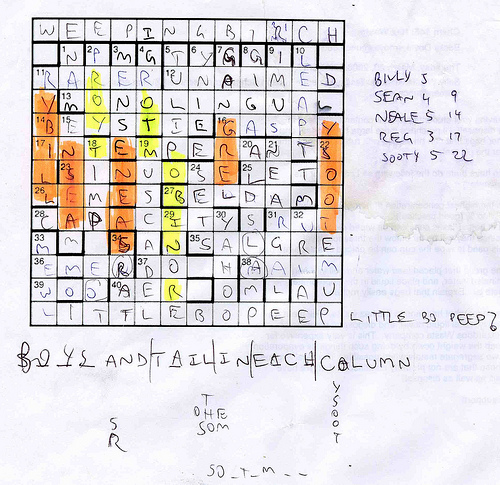 W E E P I N G B I R C H
1 N 2 P 3 M 4 G 5 T 6 Y 7 G 8 G 9 I 10 L
11 R A R E R 12 U N A I M E D
Y 13 M O N O L I N G U A L
14 B 15 E Y S T I E 16 G A S P Y
17 I N 18 T E 19 M P E R 20 A 21 N T 22 S
L 23 S I N U O 24 S E 25 L E T O
26 L E 27 B E L D A M O
28 C A D A C I 29 T Y 30 S 31 R 32 U T
33 M M 34 S A N 35 S A L G R E
36 E M E R 37 D O H 38 A A L M
39 W O O 40 A E R O M L A U
L I T T L E B O P E E P
BILLY 5
SEAN 4 9
NEALE 5 14
REG 3 17
SOOTY 5 22
LITTLE BO PEEP?
BOYS AND TAIL IN EACH COLUMN
Y
S
O
O
T
T
OHE
SOM
S
R
SO_T_M_ _